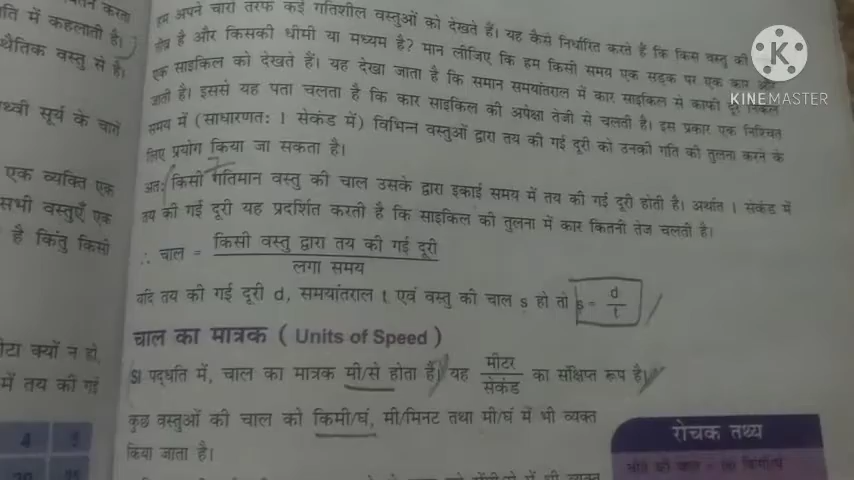 ति में कहलाती है।
थैतिक वस्तु से है।
थ्वी सूर्य के चारों
एक व्यक्ति एक
सभी वस्तुएँ एक
है किंतु किसी
टा क्यों न हो,
में तय की गई
4 5
हम अपने चारों तरफ कई गतिशील वस्तुओं को देखते हैं। यह कैसे निर्धारित करते हैं कि किस वस्तु की
है और किसकी धीमी या मध्यम है? मान लीजिए कि हम किसी समय एक सड़क पर एक कार और
एक साइकिल को देखते हैं। यह देखा जाता है कि समान समयांतराल में कार साइकिल से काफी दूर निकल
जाती है। इससे यह पता चलता है कि कार साइकिल की अपेक्षा तेजी से चलती है। इस प्रकार एक निश्चित
समय में (साधारणतः 1 सेकंड में) विभिन्न वस्तुओं द्वारा तय की गई दूरी को उनकी गति की तुलना करने के
लिए प्रयोग किया जा सकता है।
अतः किसी गतिमान वस्तु की चाल उसके द्वारा इकाई समय में तय की गई दूरी होती है। अर्थात 1 सेकंड में
तय की गई दूरी यह प्रदर्शित करती है कि साइकिल की तुलना में कार कितनी तेज चलती है।
∴ चाल = किसी वस्तु द्वारा तय की गई दूरी
लगा समय
यदि तय की गई दूरी d, समयांतराल t एवं वस्तु की चाल s हो तो s = d
t
चाल का मात्रक ( Units of Speed )
SI पद्धति में, चाल का मात्रक मी/से होता है। यह मीटर
सेकंड का संक्षिप्त रूप है।
कुछ वस्तुओं की चाल को किमी/घं, मी/मिनट तथा मी/घं में भी व्यक्त
किया जाता है।
रोचक तथ्य
K
KINEMASTER